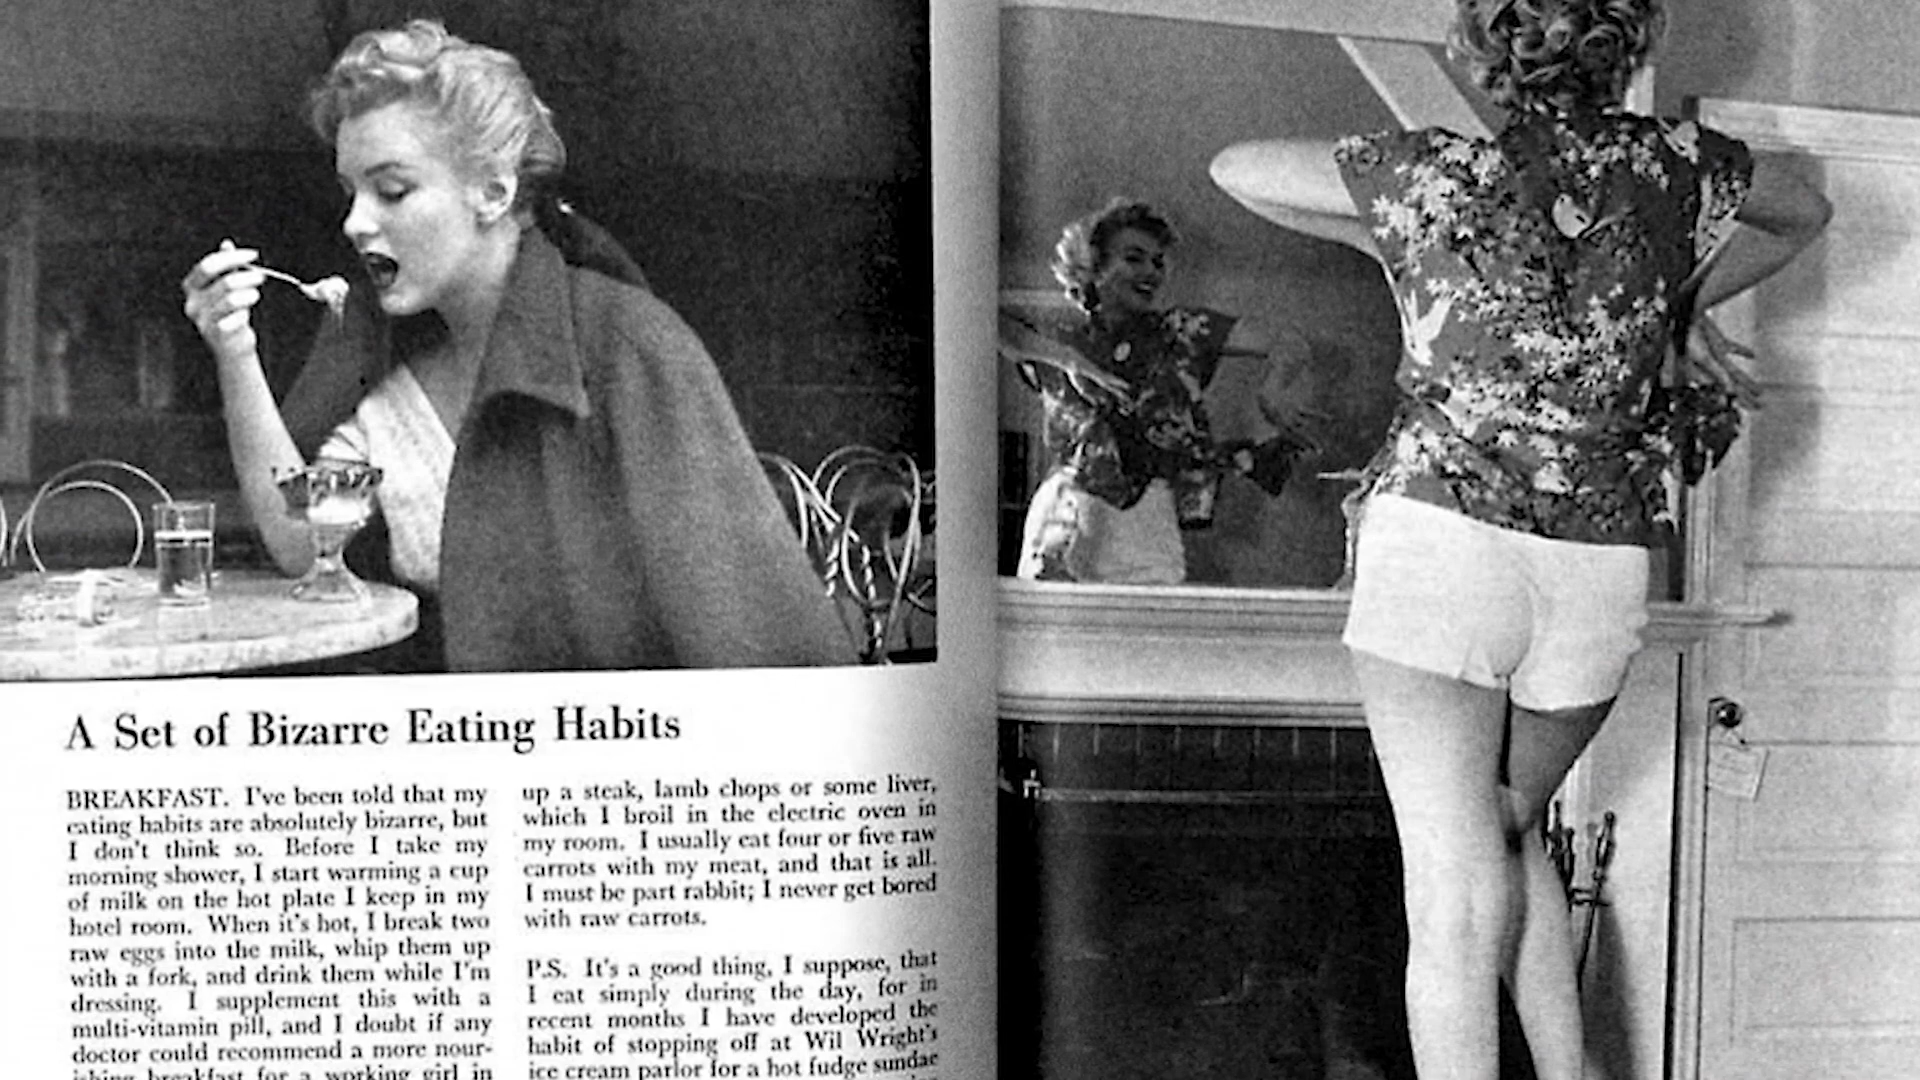 A Set of Bizarre Eating Habits
BREAKFAST. I've been told that my
eating habits are absolutely bizarre, but
I don't think so. Before I take my
morning shower, I start warming a cup
of milk on the hot plate I keep in my
hotel room. When it's hot, I break two
raw eggs into the milk, whip them up
with a fork, and drink them while I'm
dressing. I supplement this with a
multi-vitamin pill, and I doubt if any
doctor could recommend a more nour-
ishing breakfast for a working girl in
up a steak, lamb chops or some liver,
which I broil in the electric oven in
my room. I usually eat four or five raw
carrots with my meat, and that is all.
I must be part rabbit; I never get bored
with raw carrots.
P.S. It's a good thing, I suppose, that
I eat simply during the day, for in
recent months I have developed the
habit of stopping off at Wil Wright's
ice cream parlor for a hot fudge sundae